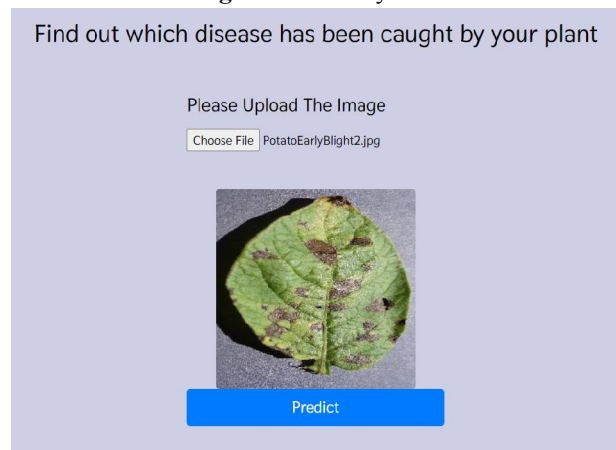 Find out which disease has been caught by your plant
Please Upload The Image
Choose File PotatoEarlyBlight2.jpg
Predict